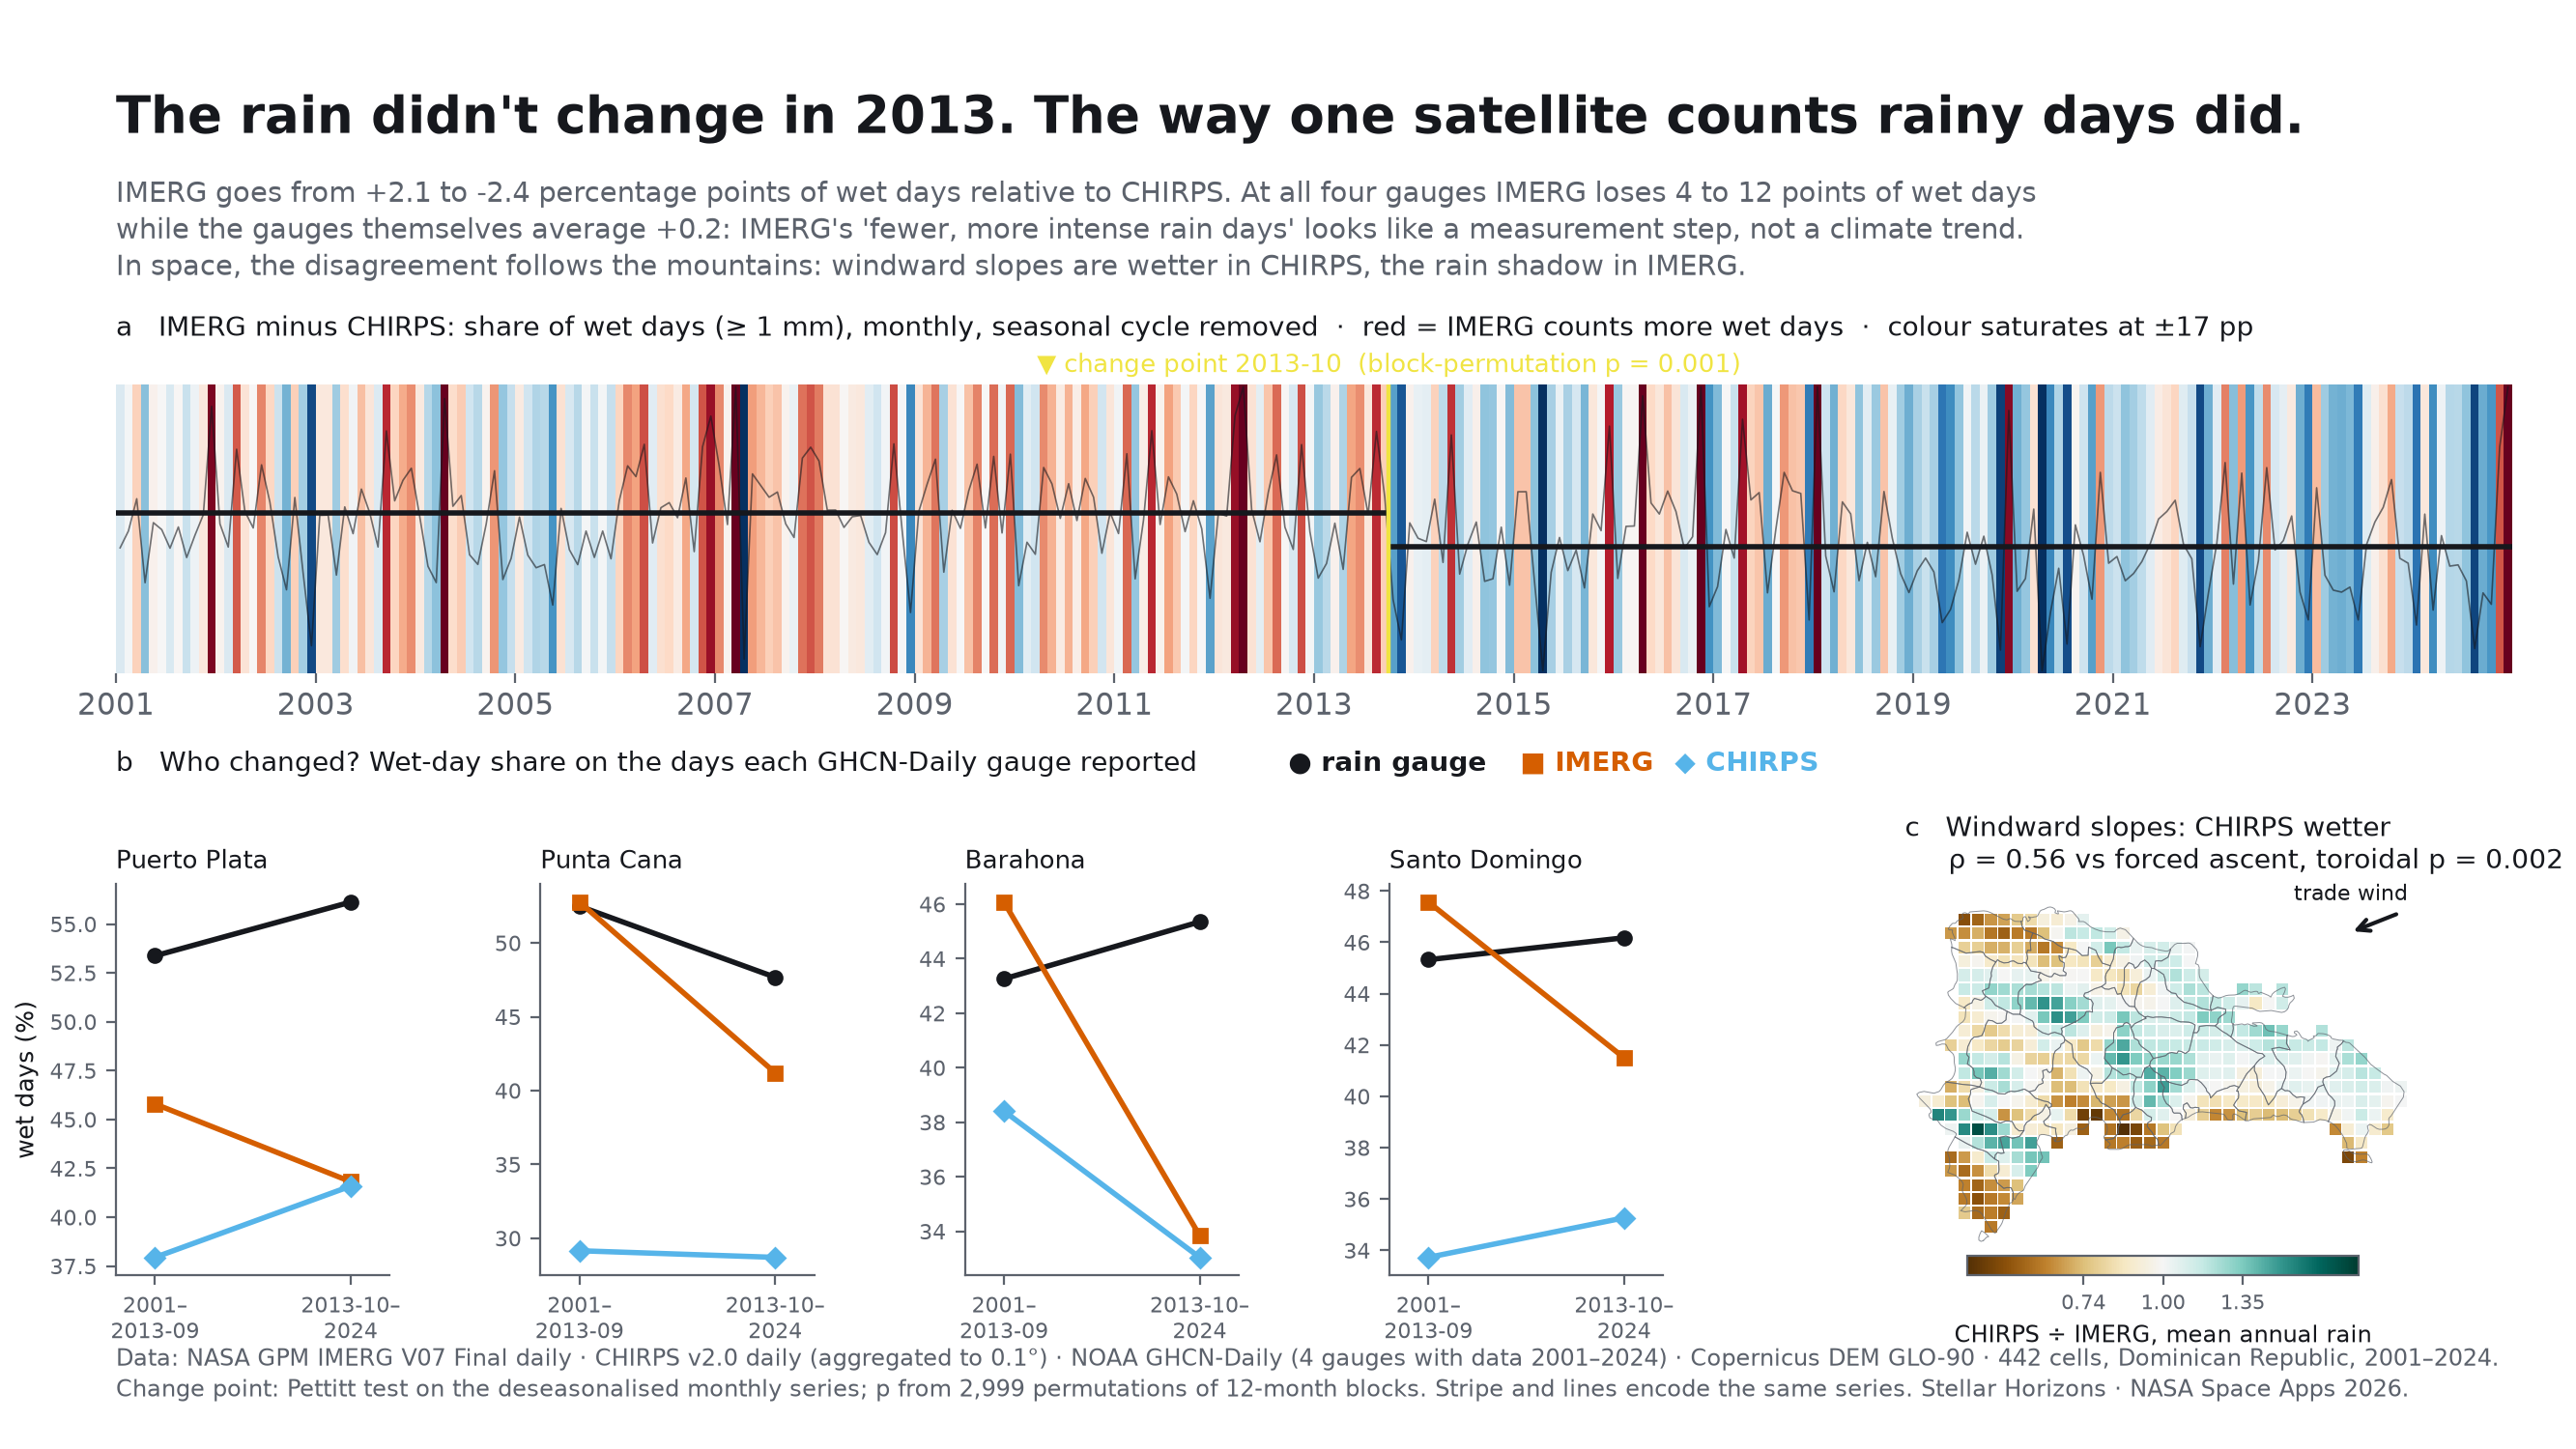 The rain didn't change in 2013. The way one satellite counts rainy days did.
IMERG goes from +2.1 to -2.4 percentage points of wet days relative to CHIRPS. At all four gauges IMERG loses 4 to 12 points of wet days
while the gauges themselves average +0.2: IMERG's 'fewer, more intense rain days' looks like a measurement step, not a climate trend.
In space, the disagreement follows the mountains: windward slopes are wetter in CHIRPS, the rain shadow in IMERG.
a IMERG minus CHIRPS: share of wet days (≥ 1 mm), monthly, seasonal cycle removed · red = IMERG counts more wet days · colour saturates at ±17 pp
▼ change point 2013-10 (block-permutation p = 0.001)
2001 2003 2005 2007 2009 2011 2013 2015 2017 2019 2021 2023
b Who changed? Wet-day share on the days each GHCN-Daily gauge reported
rain gauge IMERG CHIRPS
Puerto Plata
wet days (%)
55.0
52.5
50.0
47.5
45.0
42.5
40.0
37.5
2001–
2013-09
2013-10–
2024
Punta Cana
50
45
40
35
30
2001–
2013-09
2013-10–
2024
Barahona
46
44
42
40
38
36
34
2001–
2013-09
2013-10–
2024
Santo Domingo
48
46
44
42
40
38
36
34
2001–
2013-09
2013-10–
2024
c Windward slopes: CHIRPS wetter
ρ = 0.56 vs forced ascent, toroidal p = 0.002
trade wind
0.74 1.00 1.35
CHIRPS ÷ IMERG, mean annual rain
Data: NASA GPM IMERG V07 Final daily · CHIRPS v2.0 daily (aggregated to 0.1°) · NOAA GHCN-Daily (4 gauges with data 2001–2024) · Copernicus DEM GLO-90 · 442 cells, Dominican Republic, 2001–2024.
Change point: Pettitt test on the deseasonalised monthly series; p from 2,999 permutations of 12-month blocks. Stripe and lines encode the same series. Stellar Horizons · NASA Space Apps 2026.